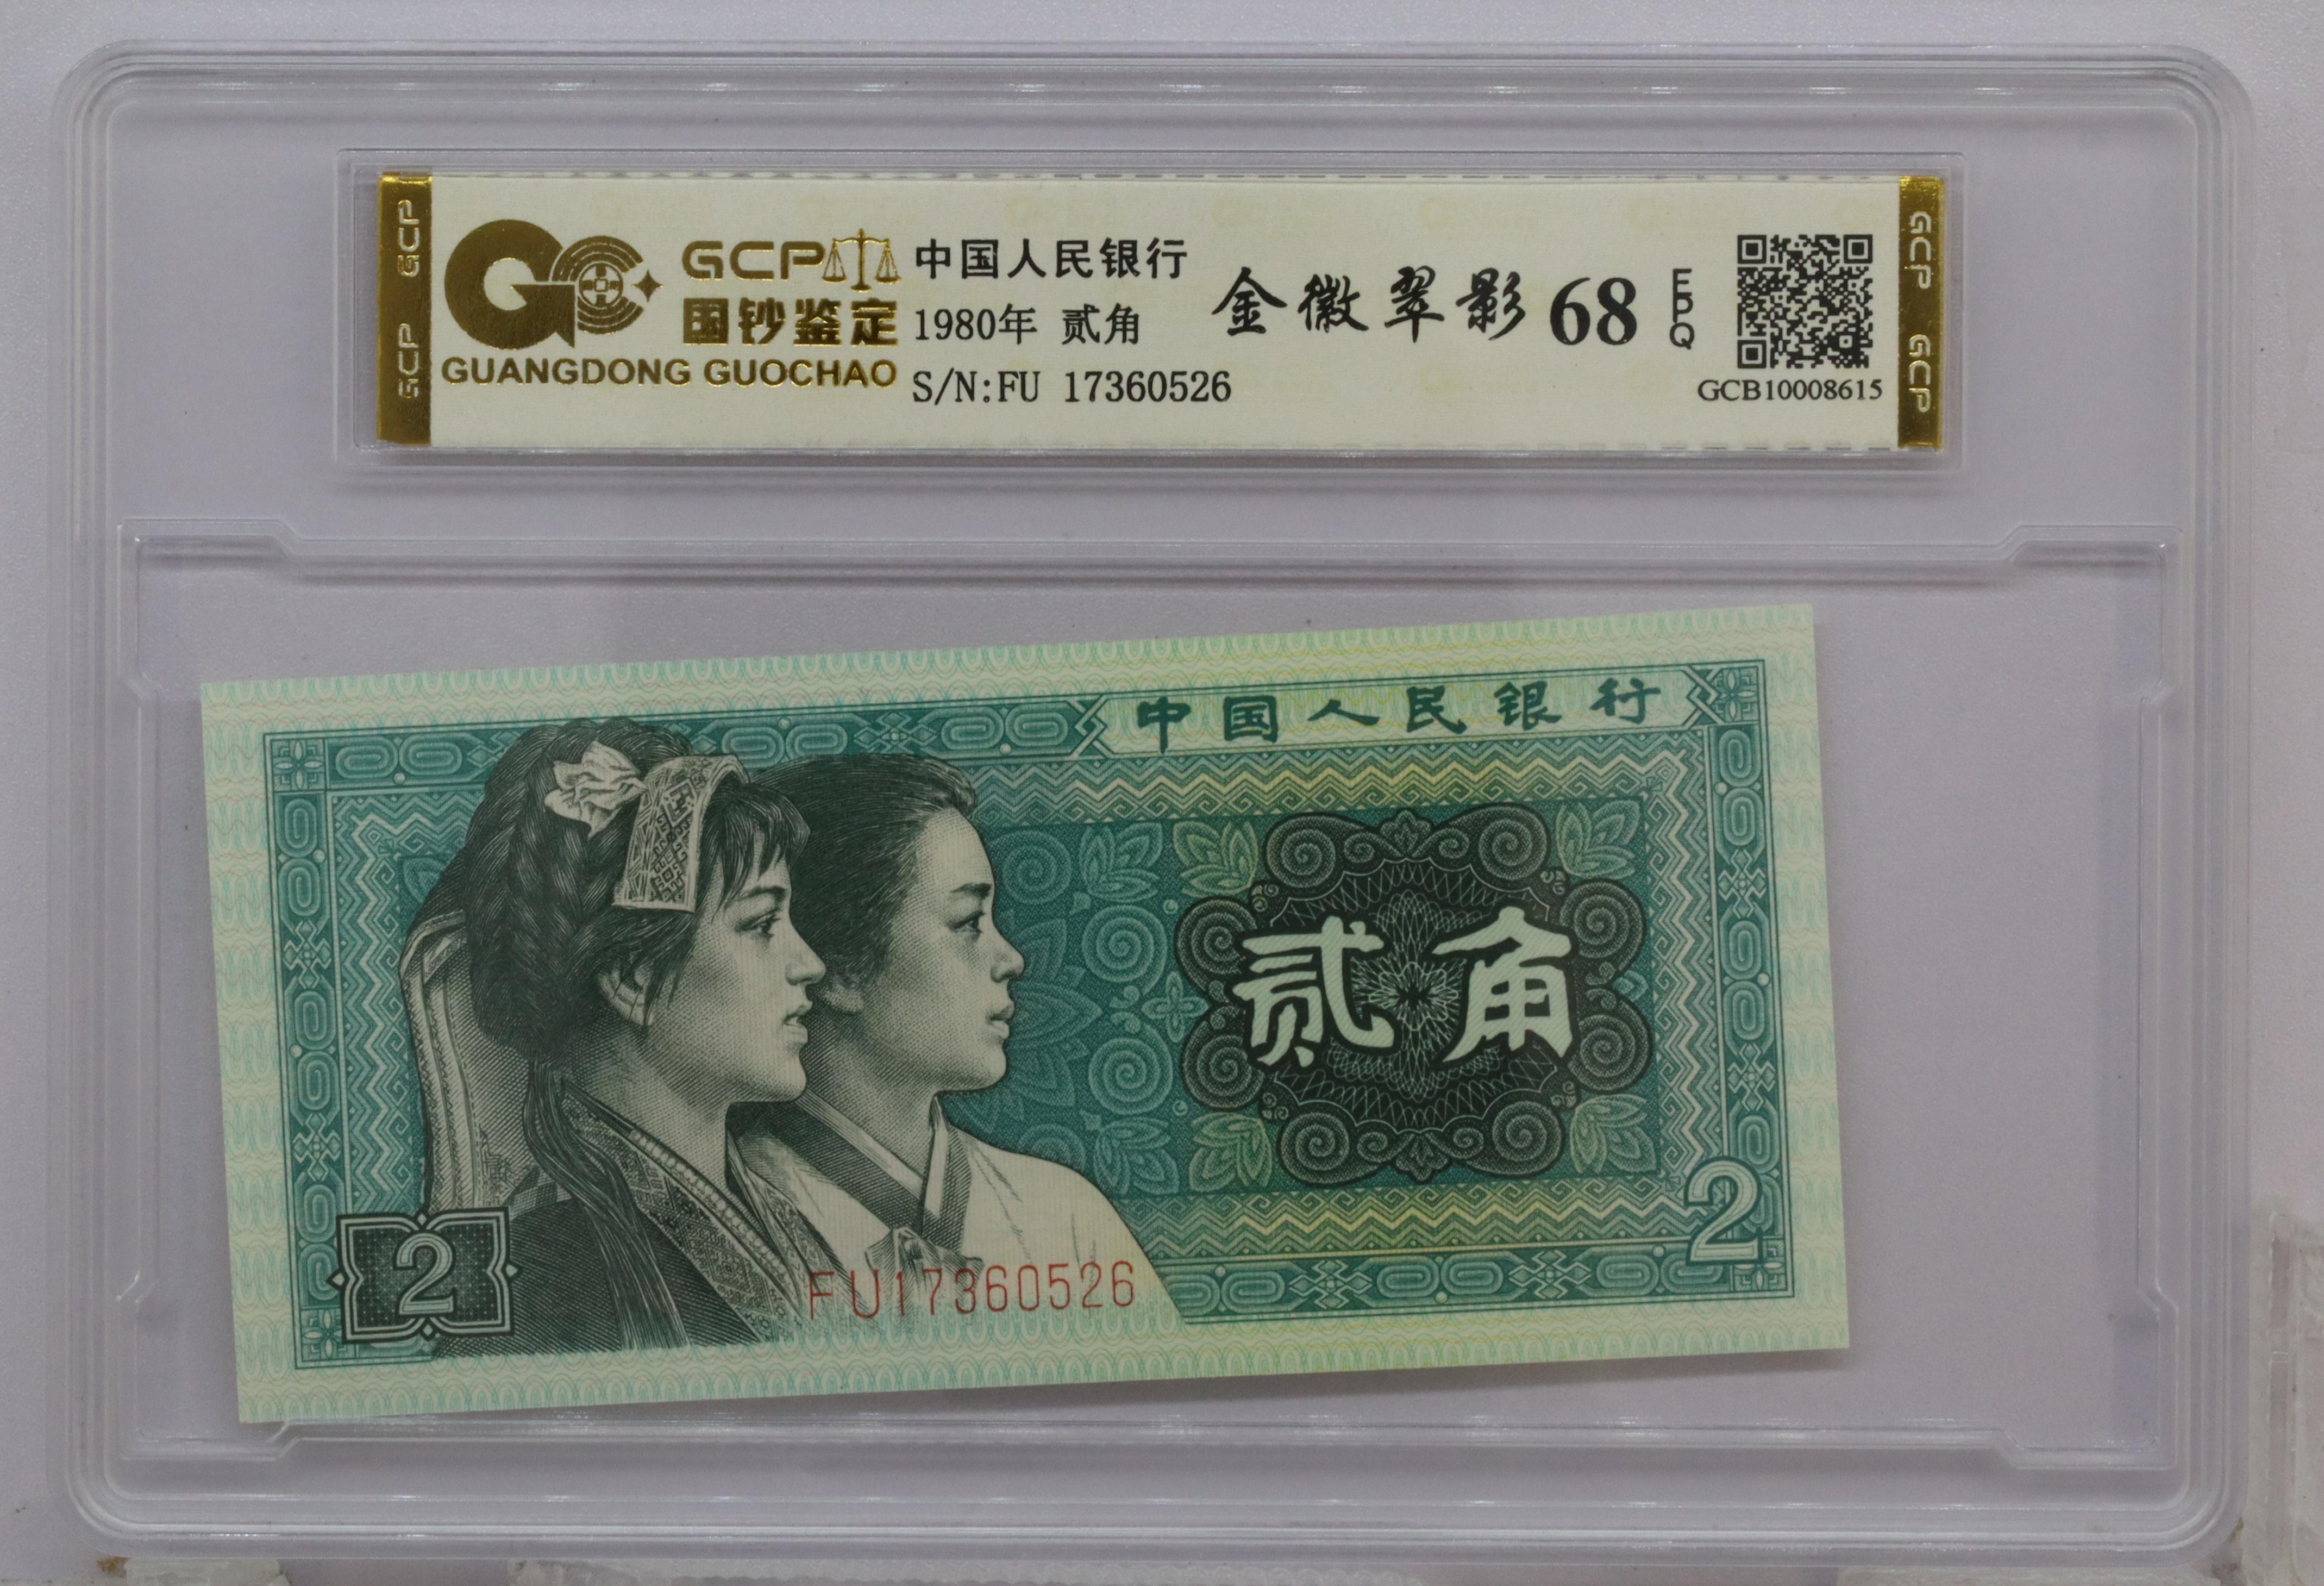 GCP GCP
GCP
国钞鉴定
GUANGDONG GUOCHAO
中国人民银行
1980年 贰角
S/N:FU 17360526
金徽翠影 68 EPQ
GCB10008615
GCP GCP
中国人民银行
贰角
2
2
FU17360526